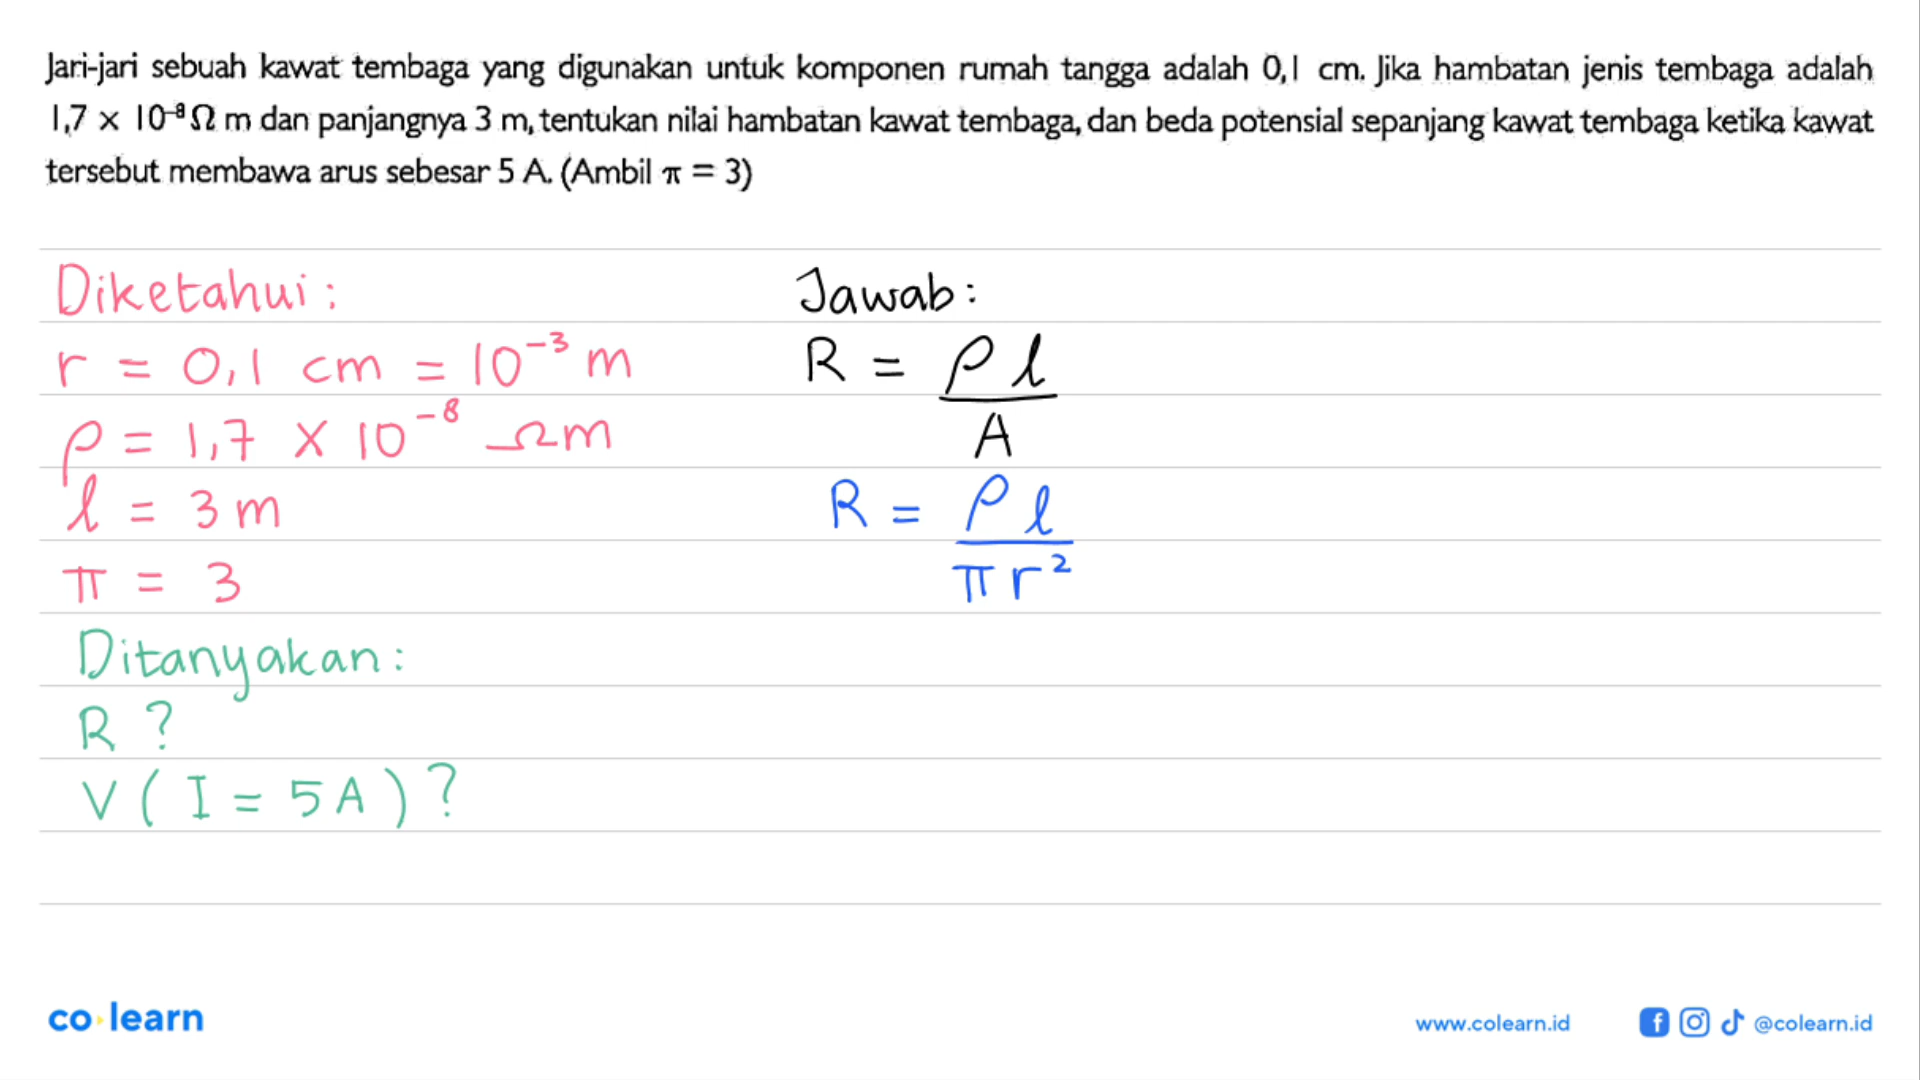 Jari-jari sebuah kawat tembaga yang digunakan untuk komponen rumah tangga adalah 0,1 cm. Jika hambatan jenis tembaga adalah
1,7 × 10⁻⁸ Ω m dan panjangnya 3 m, tentukan nilai hambatan kawat tembaga, dan beda potensial sepanjang kawat tembaga ketika kawat
tersebut membawa arus sebesar 5 A. (Ambil π = 3)
Diketahui :
r = 0,1 cm = 10⁻³ m
ρ = 1,7 × 10⁻⁸ Ωm
l = 3 m
π = 3
Ditanyakan :
R ?
V ( I = 5 A ) ?
Jawab :
R = ρ l
A
R = ρ l
π r²
co learn
www.colearn.id
@colearn.id